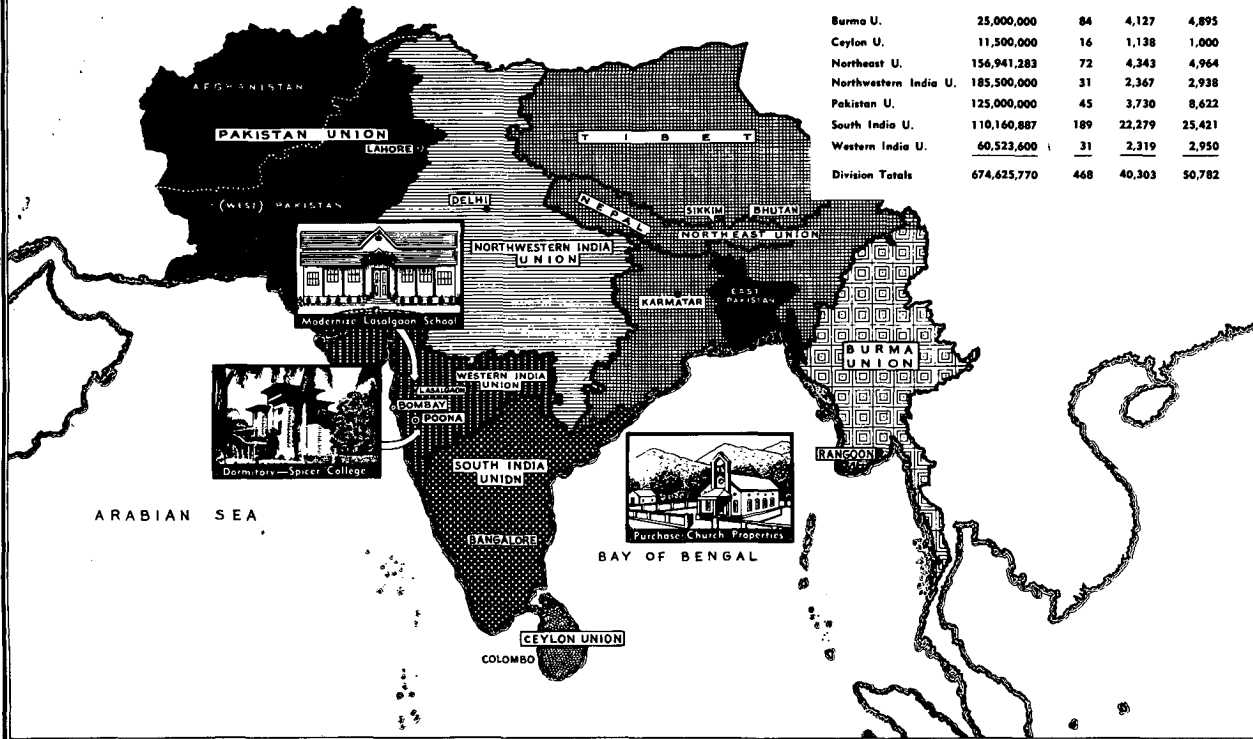 Burma U. 25,000,000 84 4,127 4,895
Ceylon U. 11,500,000 16 1,138 1,000
Northeast U. 156,941,283 72 4,343 4,964
Northwestern India U. 185,500,000 31 2,367 2,938
Pakistan U. 125,000,000 45 3,730 8,622
South India U. 110,160,887 189 22,279 25,421
Western India U. 60,523,600 31 2,319 2,950
Division Totals 674,625,770 468 40,303 50,782
AFGHANISTAN
PAKISTAN UNION
LAHORE
TIBET
(WEST) PAKISTAN
DELHI
NEPAL
SIKKIM
BHUTAN
NORTHEAST UNION
NORTHWESTERN INDIA
UNION
KARMATAR
EAST
PAKISTAN
Modernize Lasalgaon School
BURMA
UNION
WESTERN INDIA
UNION
LASALGAON
BOMBAY
POONA
Dormitory—Spicer College
SOUTH INDIA
UNION
RANGOON
ARABIAN SEA
BANGALORE
Purchase Church Properties
BAY OF BENGAL
CEYLON UNION
COLOMBO